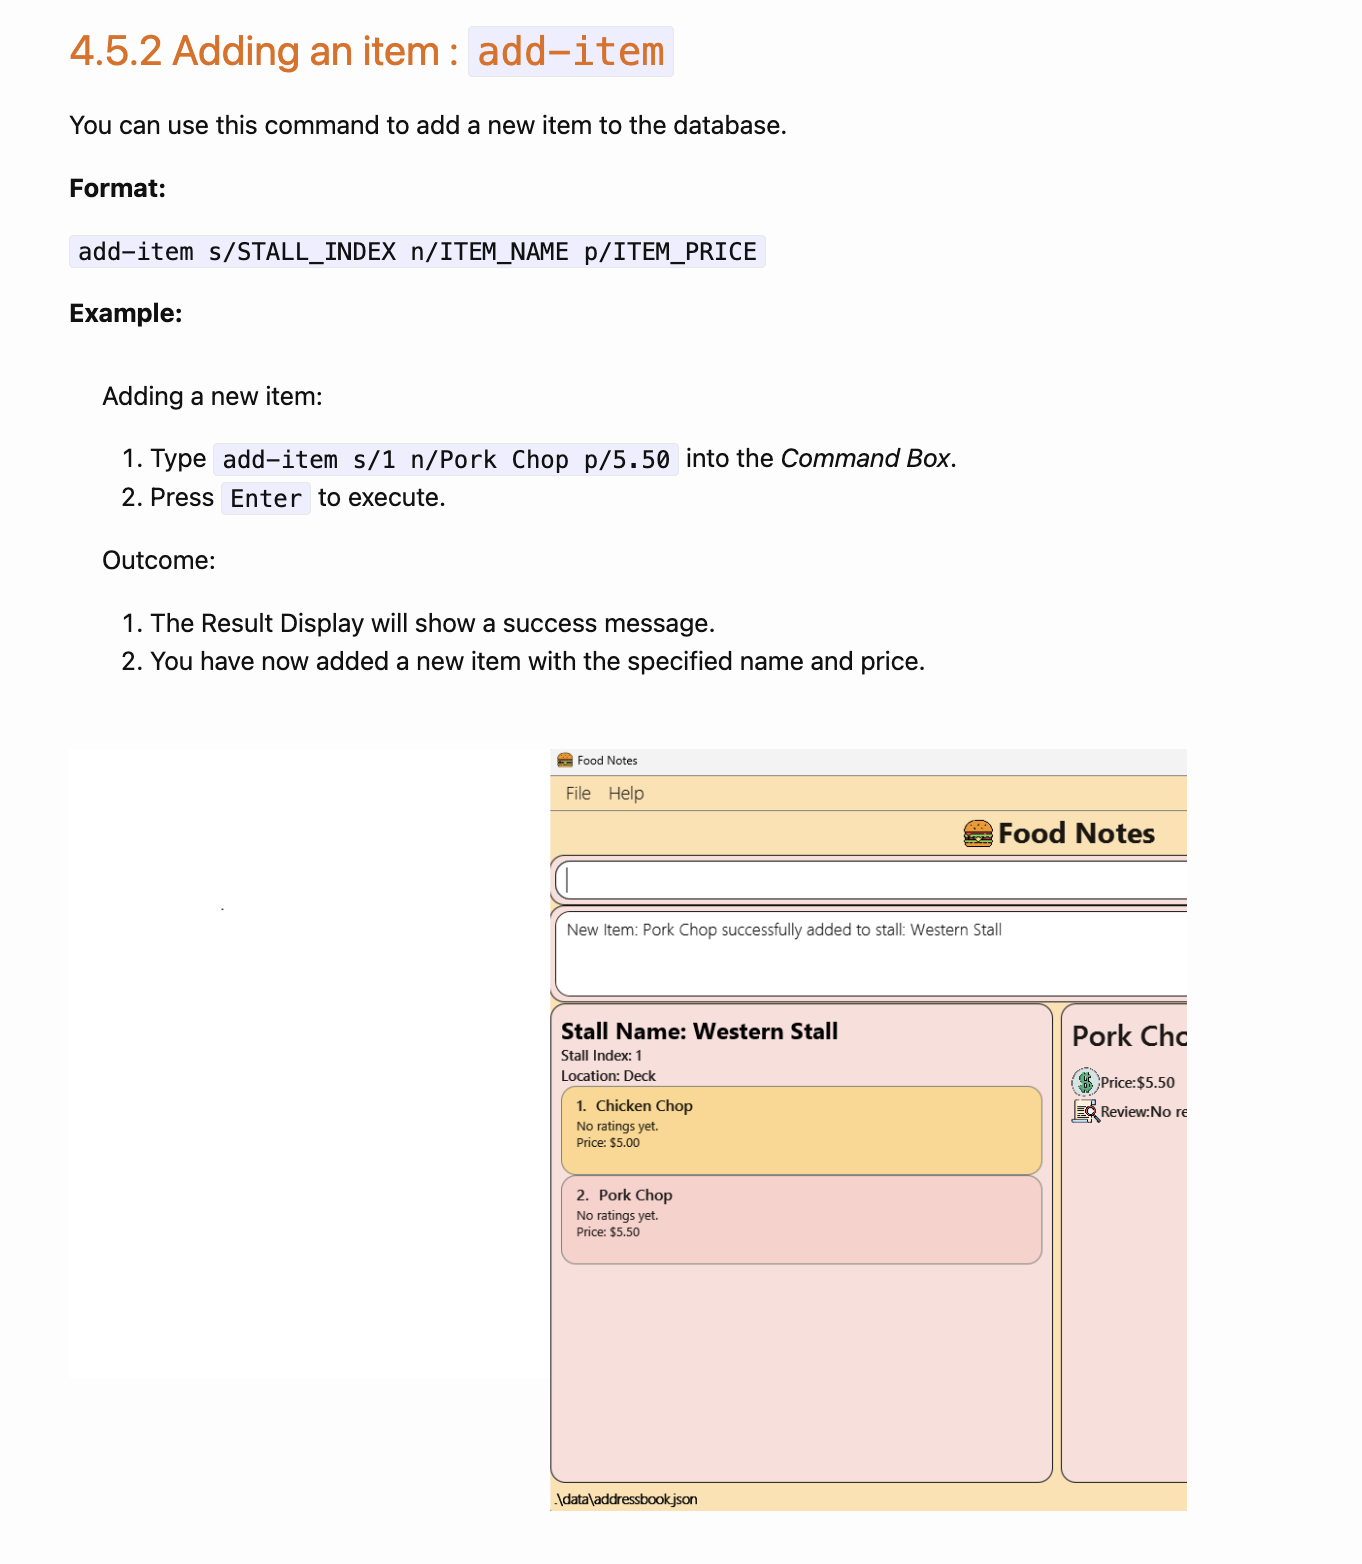 4.5.2 Adding an item : add-item
You can use this command to add a new item to the database.
Format:
add-item s/STALL_INDEX n/ITEM_NAME p/ITEM_PRICE
Example:
Adding a new item:
1. Type add-item s/1 n/Pork Chop p/5.50 into the Command Box.
2. Press Enter to execute.
Outcome:
1. The Result Display will show a success message.
2. You have now added a new item with the specified name and price.
Food Notes
File Help
Food Notes
New Item: Pork Chop successfully added to stall: Western Stall
Stall Name: Western Stall
Stall Index: 1
Location: Deck
1. Chicken Chop
No ratings yet.
Price: $5.00
2. Pork Chop
No ratings yet.
Price: $5.50
Pork Cho
Price:$5.50
Review:No re
.\data\addressbook.json